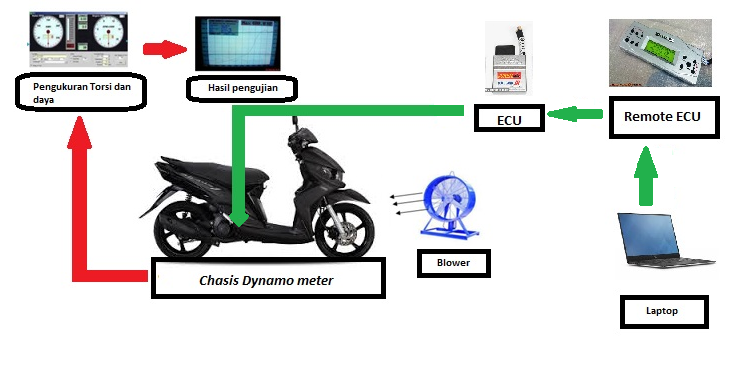 Pengukuran Torsi dan
daya
Hasil pengujian
ECU
Remote ECU
Chasis Dynamo meter
Blower
Laptop